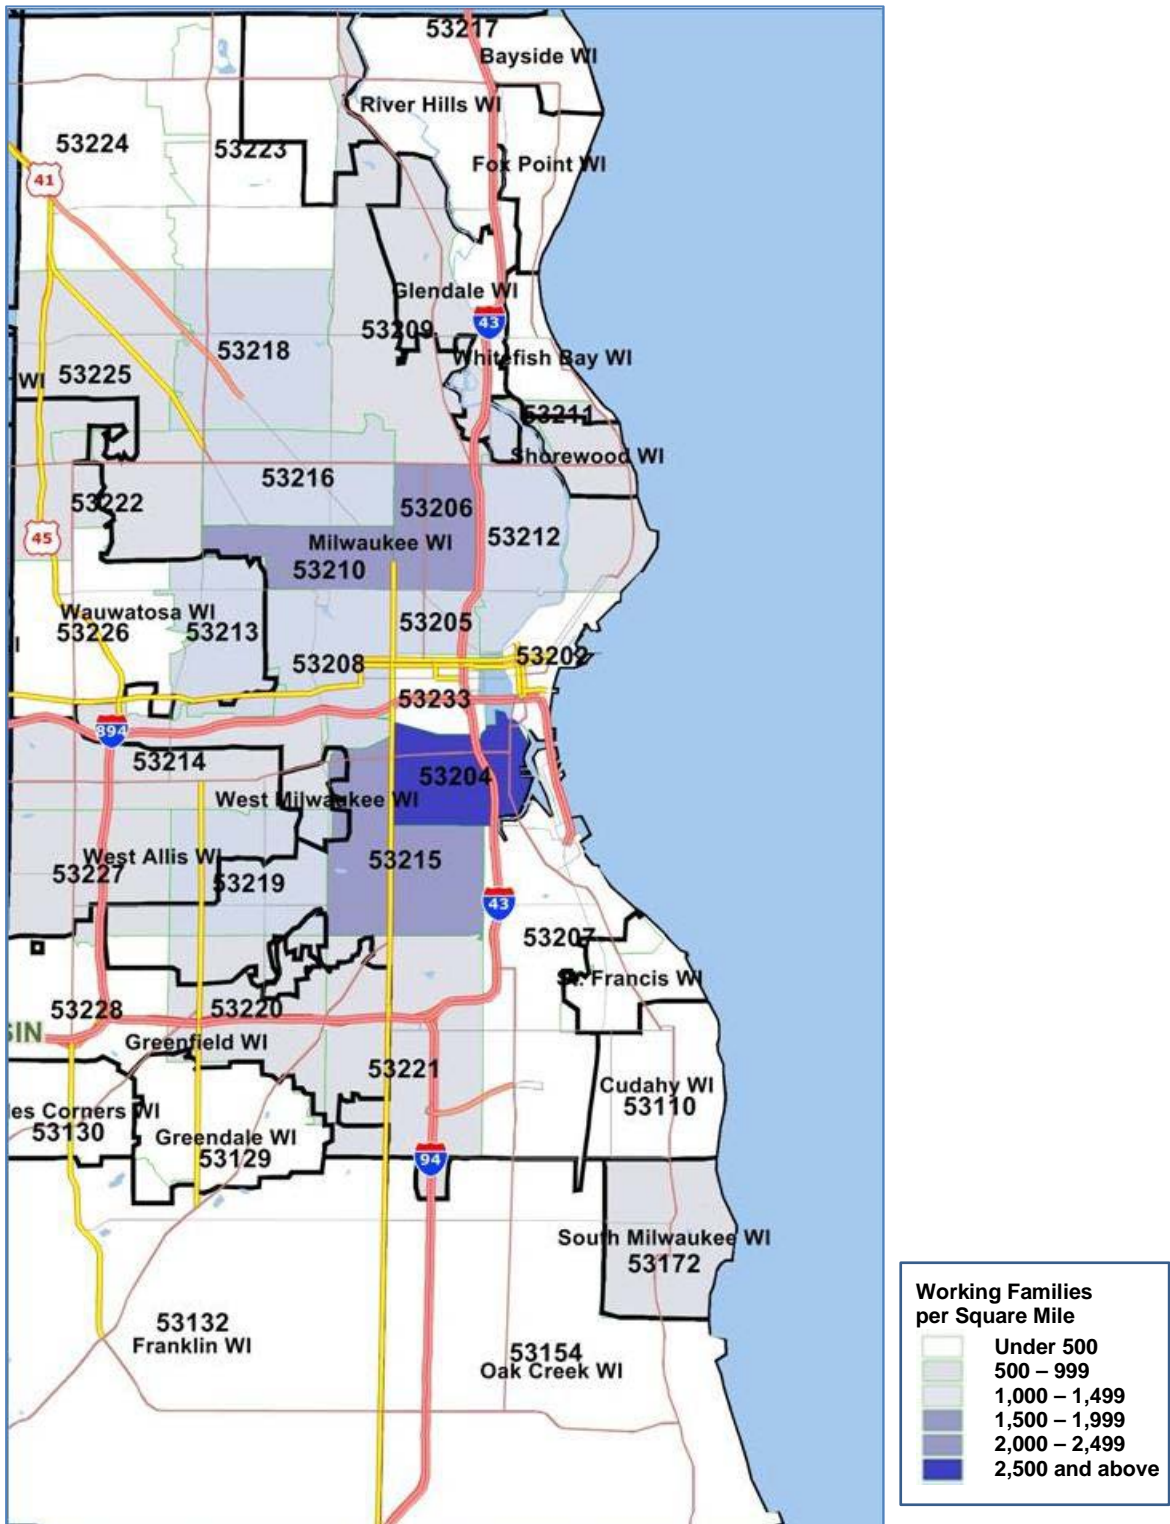 53217
Bayside WI
River Hills WI
53224
53223
Fox Point WI
41
Glendale WI
43
53209
53218
Whitefish Bay WI
WI
53225
53211
Shorewood WI
53216
53222
53206
45
53212
Milwaukee WI
53210
Wauwatosa WI
53205
53226
53213
53202
53208
53233
894
53214
53204
West Milwaukee WI
West Allis WI
53215
53227
53219
43
53207
St. Francis WI
53228
53220
SIN
Greenfield WI
53221
Cudahy WI
53110
les Corners WI
53130
Greendale WI
53129
94
South Milwaukee WI
53172
53132
Franklin WI
53154
Oak Creek WI
Working Families
per Square Mile
Under 500
500 – 999
1,000 – 1,499
1,500 – 1,999
2,000 – 2,499
2,500 and above